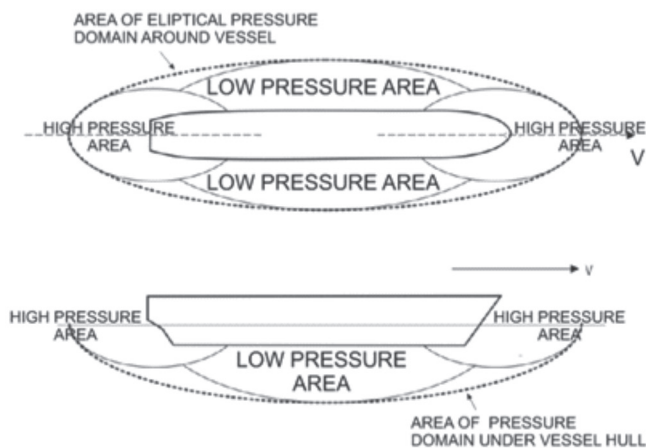 AREA OF ELIPTICAL PRESSURE
DOMAIN AROUND VESSEL
LOW PRESSURE AREA
HIGH PRESSURE
AREA
HIGH PRESSURE
AREA
V
LOW PRESSURE AREA
V
HIGH PRESSURE
AREA
HIGH PRESSURE
AREA
LOW PRESSURE
AREA
AREA OF PRESSURE
DOMAIN UNDER VESSEL HULL